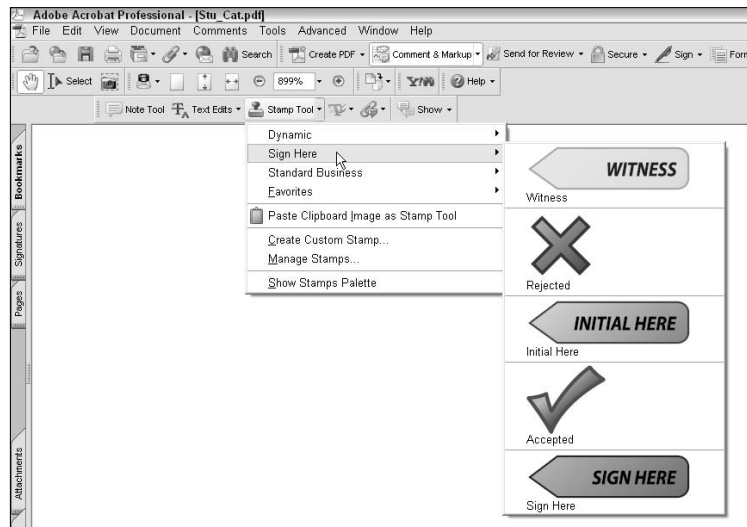 Adobe Acrobat Professional - [Stu_Cat.pdf]
File Edit View Document Comments Tools Advanced Window Help
Search Create PDF Comment & Markup Send for Review Secure Sign Form
Select 899% Y!NN Help
Note Tool Text Edits Stamp Tool Show
Bookmarks
Signatures
Pages
Attachments
Dynamic
Sign Here
Standard Business
Favorites
Paste Clipboard Image as Stamp Tool
Create Custom Stamp...
Manage Stamps...
Show Stamps Palette
WITNESS
Witness
Rejected
INITIAL HERE
Initial Here
Accepted
SIGN HERE
Sign Here